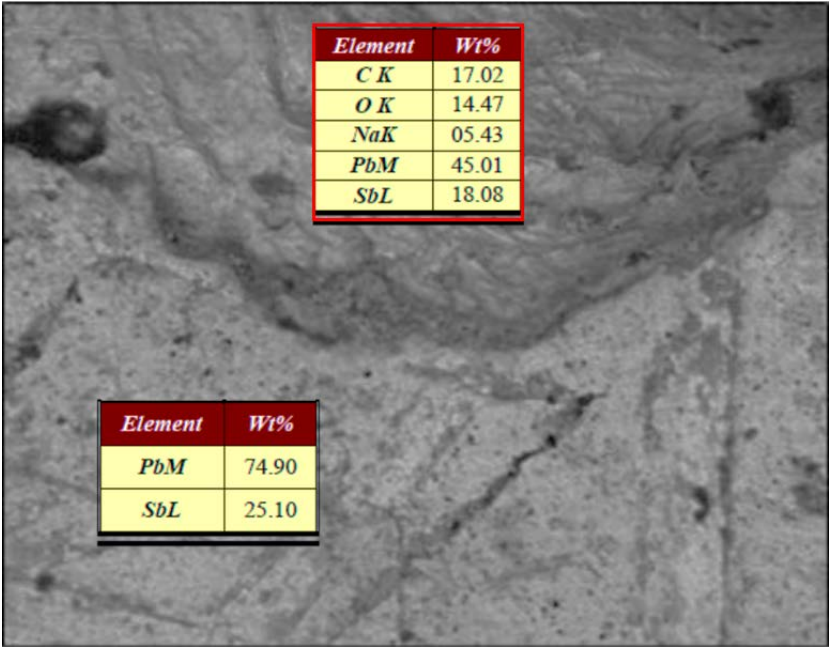 Element Wt%
C K 17.02
O K 14.47
NaK 05.43
PbM 45.01
SbL 18.08
Element Wt%
PbM 74.90
SbL 25.10